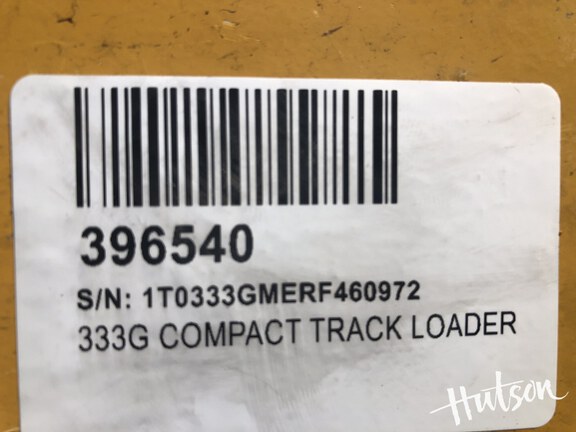 396540
S/N: 1T0333GMERF460972
333G COMPACT TRACK LOADER
Hutson